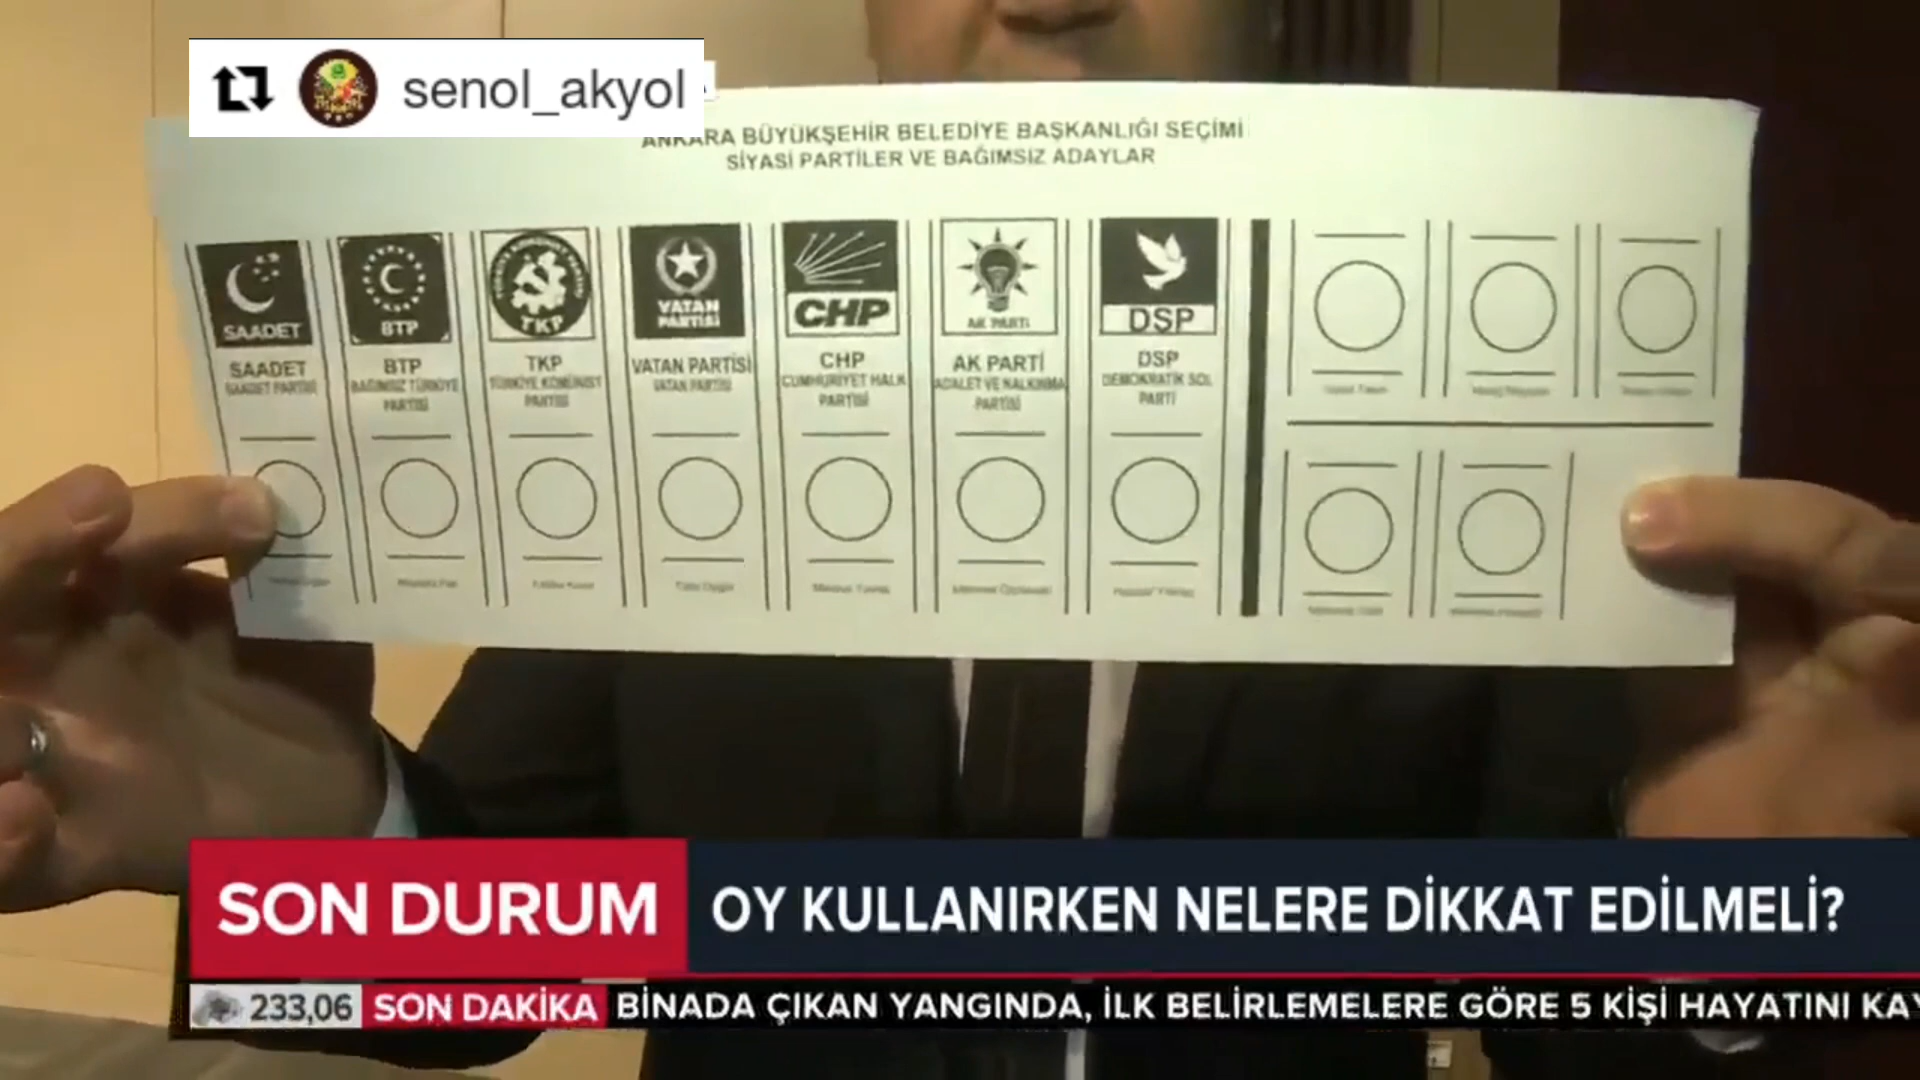 senol_akyol
ANKARA BÜYÜKŞEHİR BELEDİYE BAŞKANLIĞI SEÇİMİ
SİYASİ PARTİLER VE BAĞIMSIZ ADAYLAR
SAADET
BTP
TKP
VATAN PARTİSİ
CHP
AK PARTİ
DSP
SAADET
SAADET PARTİSİ
BTP
BAĞIMSIZ TÜRKİYE PARTİSİ
TKP
TÜRKİYE KOMÜNİST PARTİSİ
VATAN PARTİSİ
VATAN PARTİSİ
CHP
CUMHURİYET HALK PARTİSİ
AK PARTİ
ADALET VE KALKINMA PARTİSİ
DSP
DEMOKRATİK SOL PARTİ
SON DURUM OY KULLANIRKEN NELERE DİKKAT EDİLMELİ?
233,06 SON DAKİKA BİNADA ÇIKAN YANGINDA, İLK BELİRLEMELERE GÖRE 5 KİŞİ HAYATINI